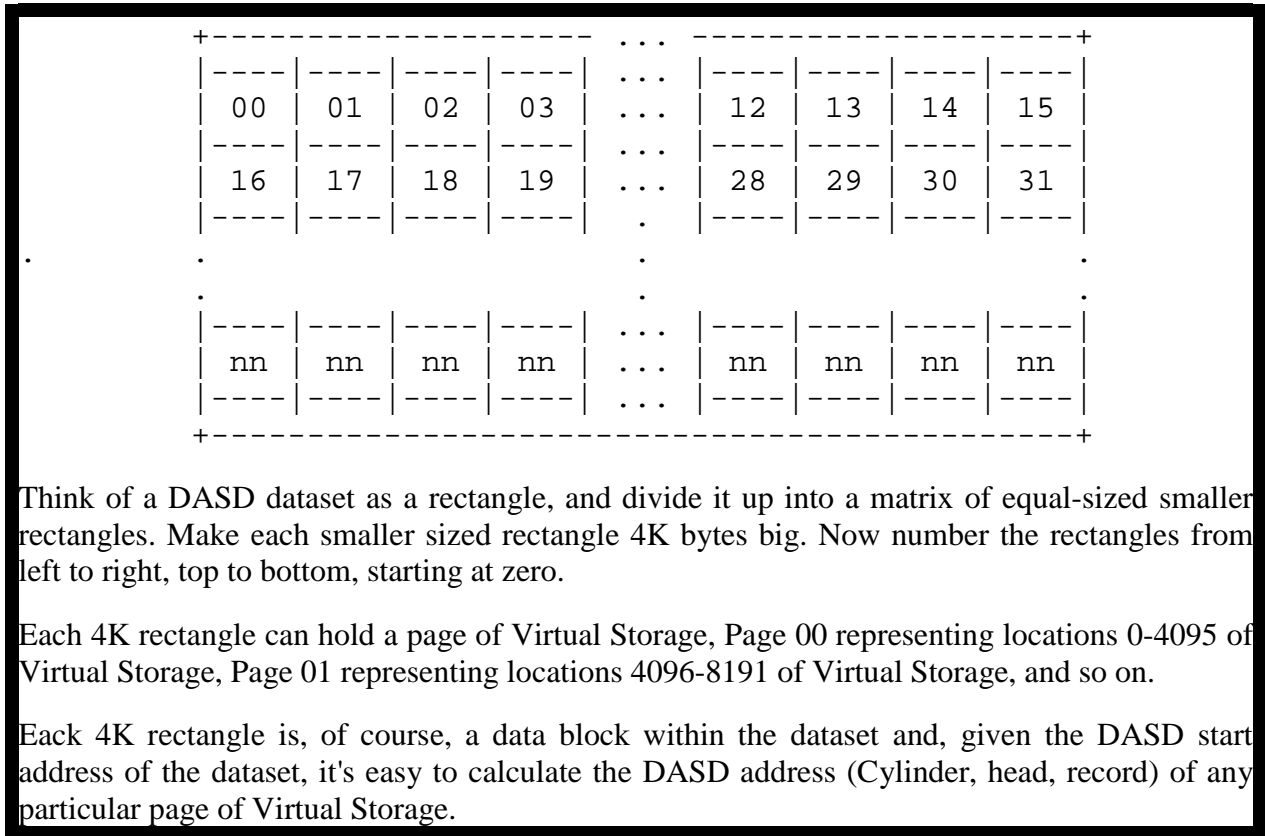 +-------------------- ... --------------------+
|----|----|----|----| ... |----|----|----|----|
| 00 | 01 | 02 | 03 | ... | 12 | 13 | 14 | 15 |
|----|----|----|----| ... |----|----|----|----|
| 16 | 17 | 18 | 19 | ... | 28 | 29 | 30 | 31 |
|----|----|----|----|  .  |----|----|----|----|
. . . .
. . .
|----|----|----|----| ... |----|----|----|----|
| nn | nn | nn | nn | ... | nn | nn | nn | nn |
|----|----|----|----| ... |----|----|----|----|
+---------------------------------------------+
Think of a DASD dataset as a rectangle, and divide it up into a matrix of equal-sized smaller
rectangles. Make each smaller sized rectangle 4K bytes big. Now number the rectangles from
left to right, top to bottom, starting at zero.
Each 4K rectangle can hold a page of Virtual Storage, Page 00 representing locations 0-4095 of
Virtual Storage, Page 01 representing locations 4096-8191 of Virtual Storage, and so on.
Eack 4K rectangle is, of course, a data block within the dataset and, given the DASD start
address of the dataset, it's easy to calculate the DASD address (Cylinder, head, record) of any
particular page of Virtual Storage.